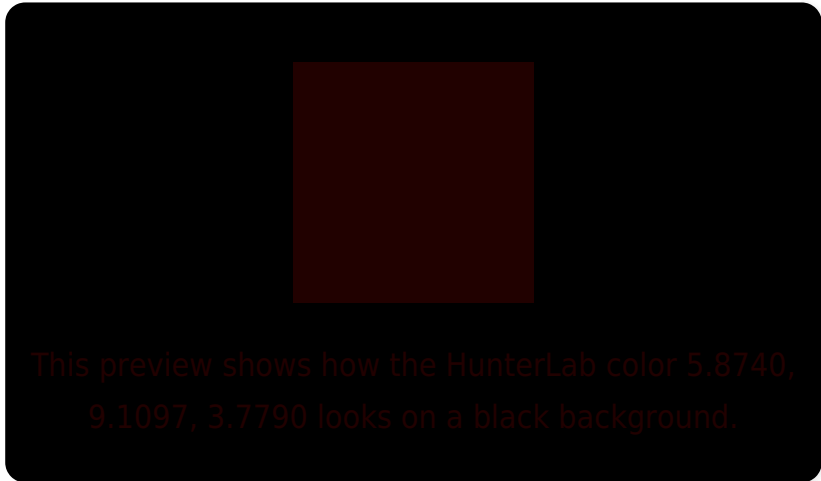 This preview shows how the HunterLab color 5.8740,
9.1097, 3.7790 looks on a black background.